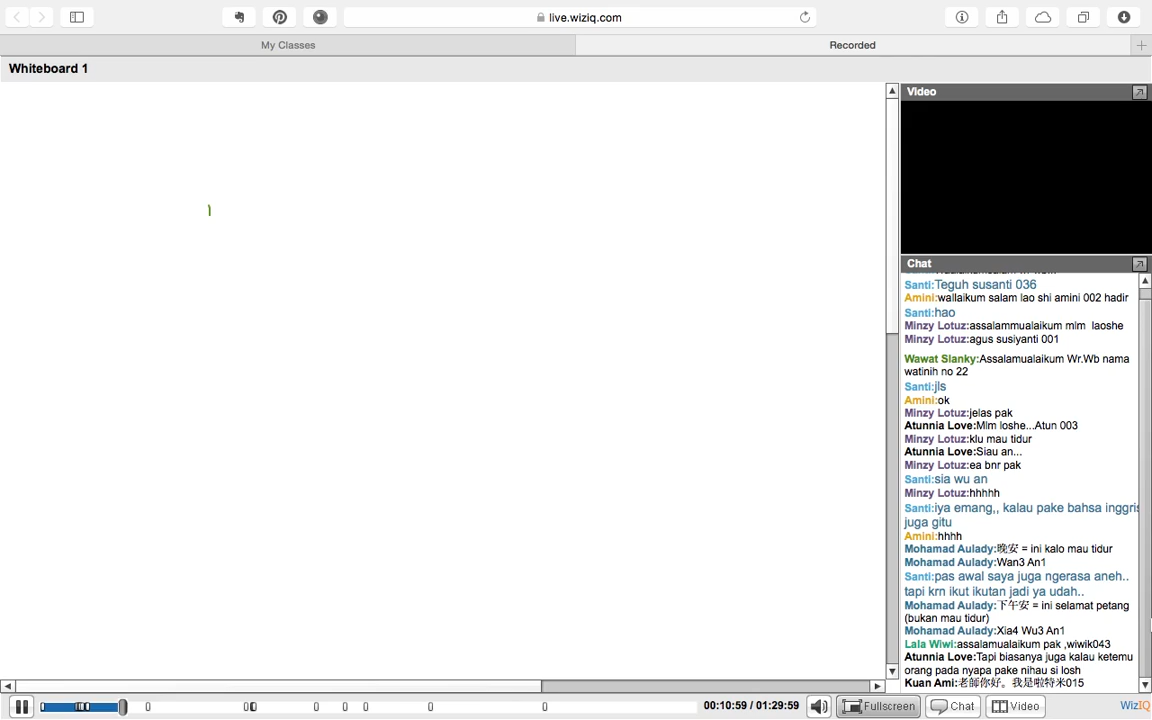 live.wiziq.com
My Classes
Recorded
Whiteboard 1
Video
Chat
Santi:Teguh susanti 036
Amini:wallaikum salam lao shi amini 002 hadir
Santi:hao
Minzy Lotuz:assalammualaikum mlm laoshe
Minzy Lotuz:agus susiyanti 001
Wawat Slanky:Assalamualaikum Wr.Wb nama
watinih no 22
Santi:jls
Amini:ok
Minzy Lotuz:jelas pak
Atunnia Love:Mlm loshe...Atun 003
Minzy Lotuz:klu mau tidur
Atunnia Love:Siau an...
Minzy Lotuz:ea bnr pak
Santi:sia wu an
Minzy Lotuz:hhhhh
Santi:iya emang,, kalau pake bahsa inggris
juga gitu
Amini:hhhh
Mohamad Aulady:晚安 = ini kalo mau tidur
Mohamad Aulady:Wan3 An1
Santi:pas awal saya juga ngerasa aneh..
tapi krn ikut ikutan jadi ya udah..
Mohamad Aulady:下午安 = ini selamat petang
(bukan mau tidur)
Mohamad Aulady:Xia4 Wu3 An1
Lala Wiwi:assalamualaikum pak ,wiwik043
Atunnia Love:Tapi biasanya juga kalau ketemu
orang pada nyapa pake nihau si losh
Kuan Ami:老師你好。我是啦特米015
00:10:59 / 01:29:59
Fullscreen
Chat
Video
WizIQ